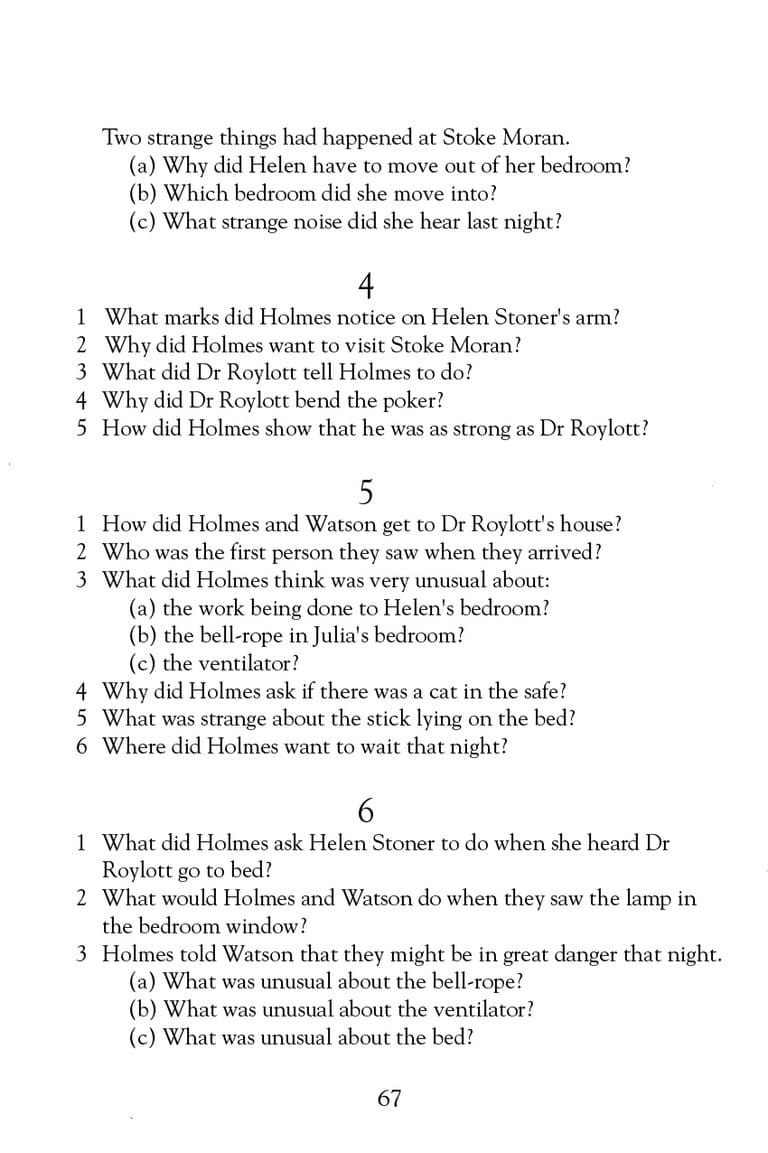 Two strange things had happened at Stoke Moran.
(a) Why did Helen have to move out of her bedroom?
(b) Which bedroom did she move into?
(c) What strange noise did she hear last night?
4
1 What marks did Holmes notice on Helen Stoner's arm?
2 Why did Holmes want to visit Stoke Moran?
3 What did Dr Roylott tell Holmes to do?
4 Why did Dr Roylott bend the poker?
5 How did Holmes show that he was as strong as Dr Roylott?
5
1 How did Holmes and Watson get to Dr Roylott's house?
2 Who was the first person they saw when they arrived?
3 What did Holmes think was very unusual about:
(a) the work being done to Helen's bedroom?
(b) the bell-rope in Julia's bedroom?
(c) the ventilator?
4 Why did Holmes ask if there was a cat in the safe?
5 What was strange about the stick lying on the bed?
6 Where did Holmes want to wait that night?
6
1 What did Holmes ask Helen Stoner to do when she heard Dr
Roylott go to bed?
2 What would Holmes and Watson do when they saw the lamp in
the bedroom window?
3 Holmes told Watson that they might be in great danger that night.
(a) What was unusual about the bell-rope?
(b) What was unusual about the ventilator?
(c) What was unusual about the bed?
67